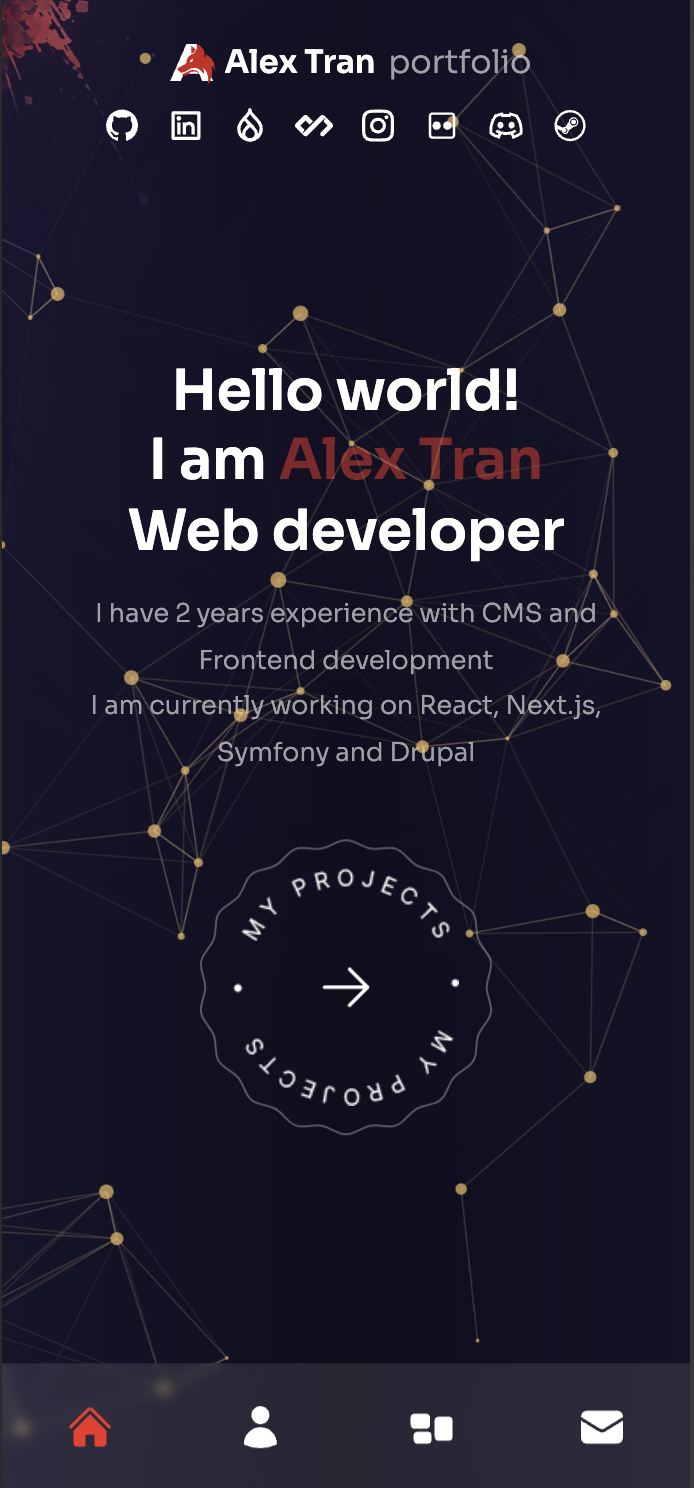 Alex Tran portfolio
Hello world!
I am Alex Tran
Web developer
I have 2 years experience with CMS and
Frontend development
I am currently working on React, Next.js,
Symfony and Drupal
MY PROJECTS
MY PROJECTS